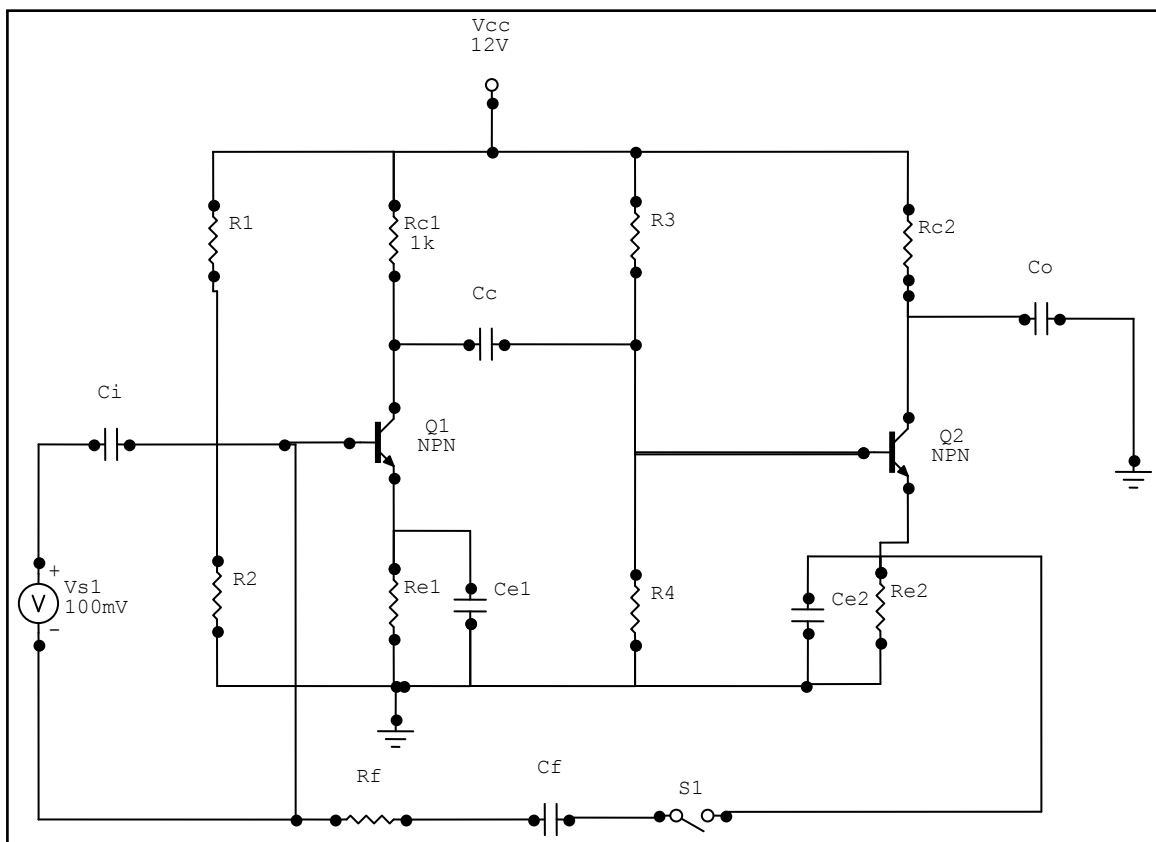 Vcc
12V
R1
Rc1
1k
R3
Rc2
Cc
Co
Ci
Q1
NPN
Q2
NPN
+
Vs1
V
100mV
−
R2
Re1
Ce1
R4
Ce2
Re2
Rf
Cf
S1